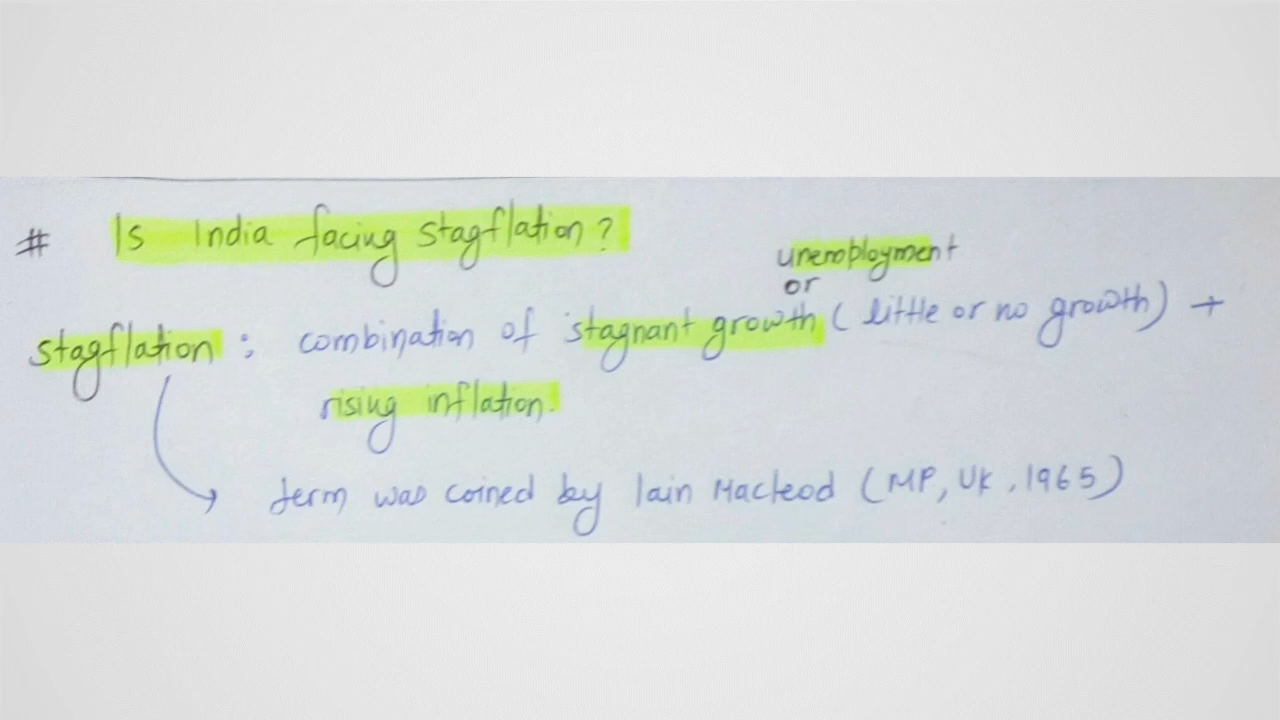 # Is India facing stagflation?
unemployment
or
stagflation : combination of stagnant growth ( little or no growth) +
rising inflation.
term was coined by Iain Macleod (MP, UK, 1965)